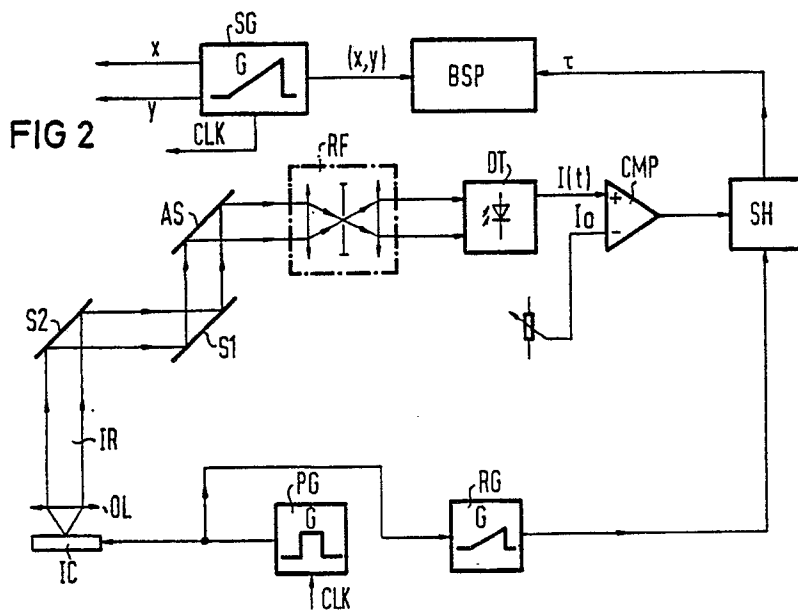 SG
x
G
(x,y)
BSP
τ
y
FIG 2
CLK
RF
DT
I(t)
CMP
AS
+
Io
-
SH
S2
S1
IR
PG
RG
OL
G
G
IC
CLK